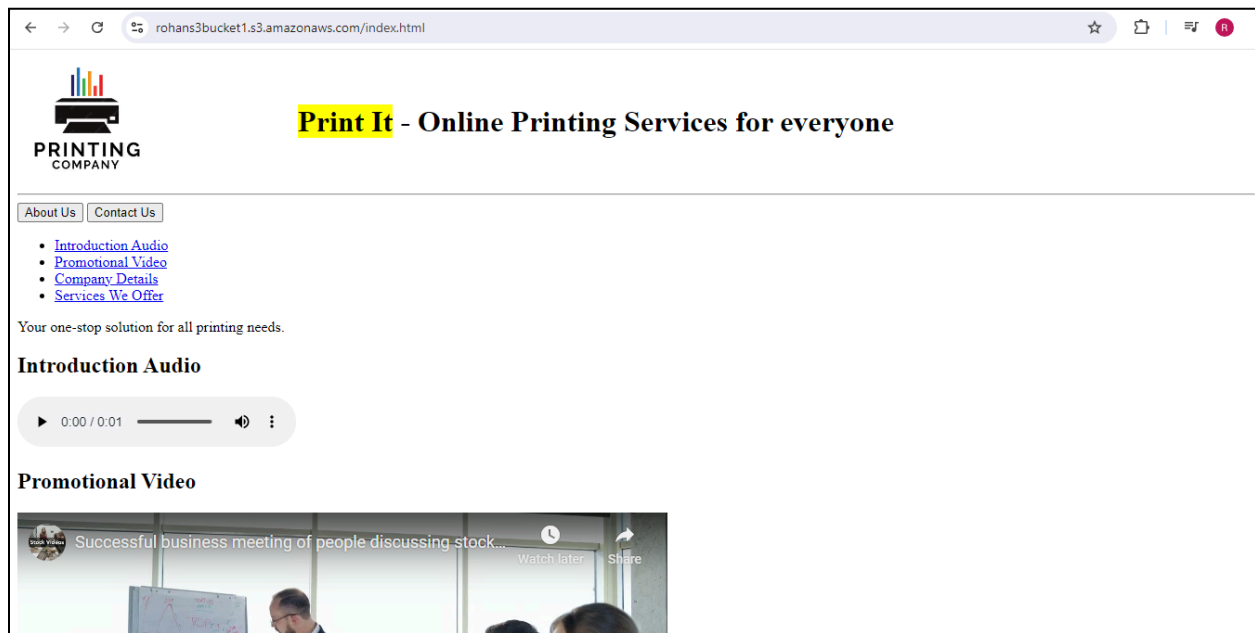 rohans3bucket1.s3.amazonaws.com/index.html
R
PRINTING
COMPANY
Print It - Online Printing Services for everyone
About Us Contact Us
Introduction Audio
Promotional Video
Company Details
Services We Offer
Your one-stop solution for all printing needs.
Introduction Audio
0:00 / 0:01
Promotional Video
Stock Videos
Successful business meeting of people discussing stock...
Watch later Share